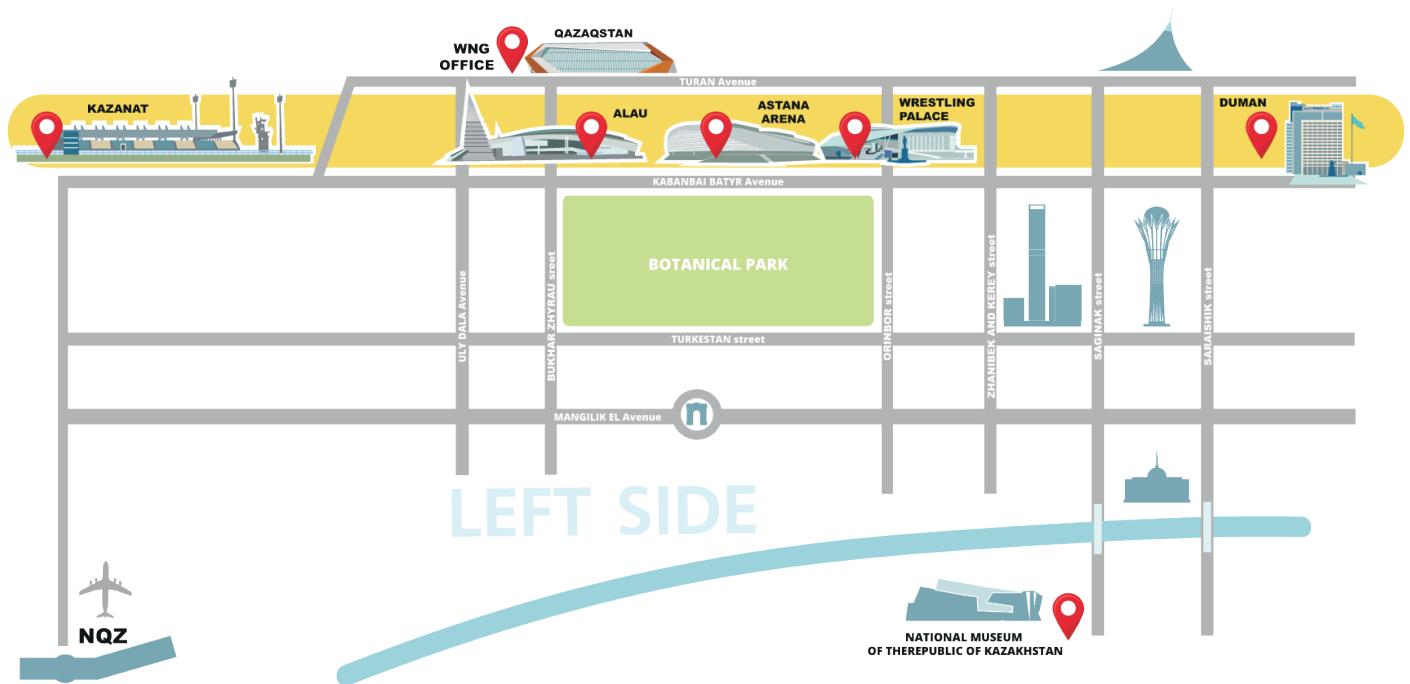 WNG
OFFICE
QAZAQSTAN
TURAN Avenue
KAZANAT
ALAU
ASTANA
ARENA
WRESTLING
PALACE
DUMAN
KABANBAI BATYR Avenue
BOTANICAL PARK
ULY DALA Avenue
BUKHAR ZHYRAU sreet
ORINBOR street
ZHANIBEK AND KEREY street
SAGINAK street
SARAISHIK street
TURKESTAN street
MANGILIK EL Avenue
LEFT SIDE
NQZ
NATIONAL MUSEUM
OF THEREPUBLIC OF KAZAKHSTAN